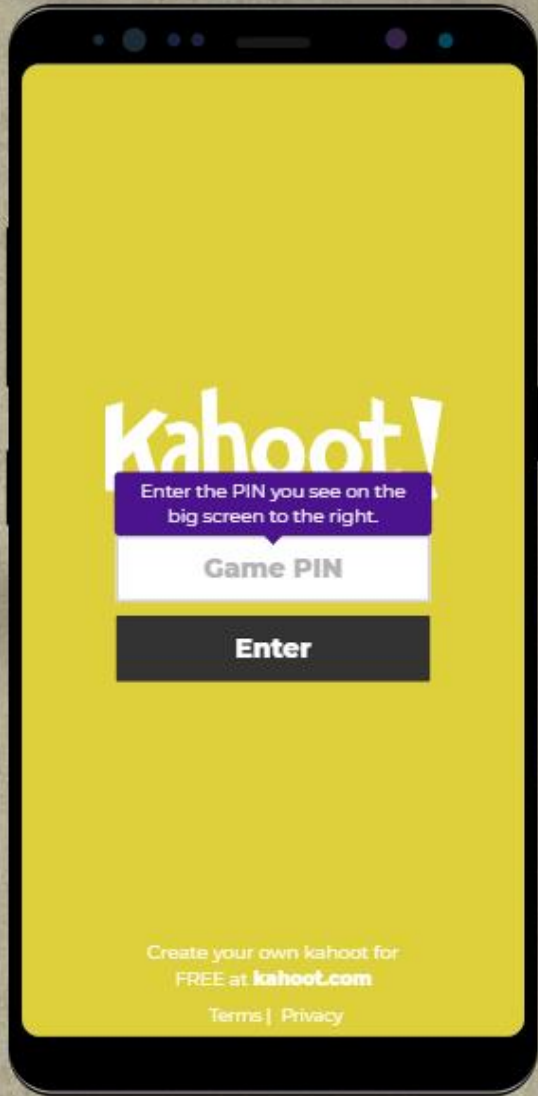 Kahoot!
Enter the PIN you see on the
big screen to the right.
Game PIN
Enter
Create your own kahoot for
FREE at kahoot.com
Terms | Privacy